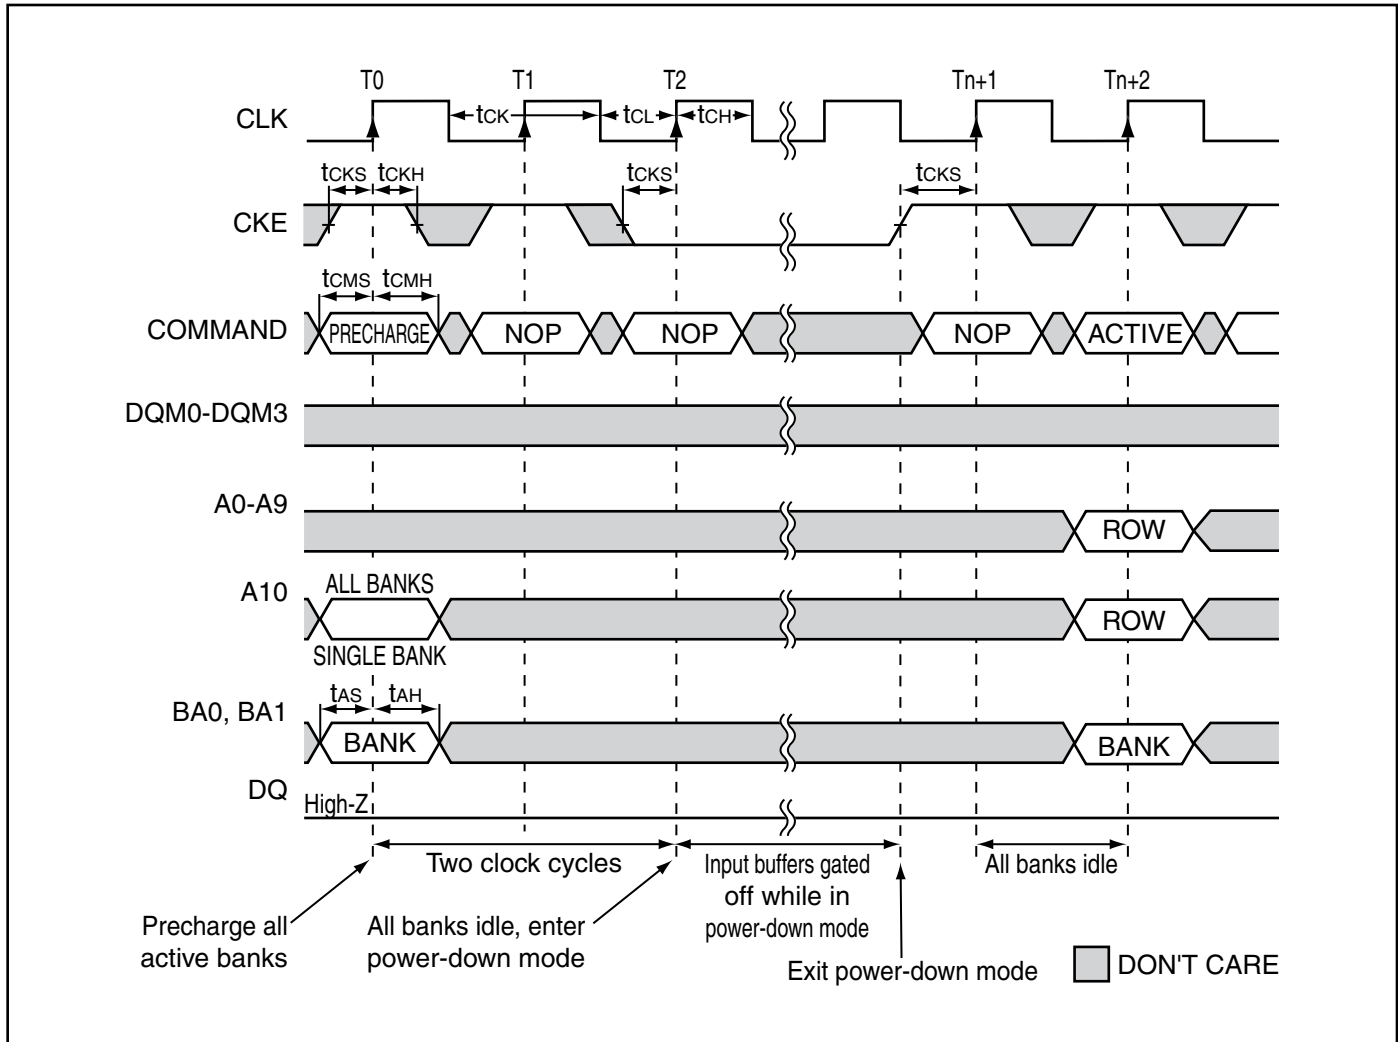 T0 T1 T2 Tn+1 Tn+2
CLK tCK tCL tCH
tCKS tCKH tCKS tCKS
CKE
tCMS tCMH
COMMAND PRECHARGE NOP NOP NOP ACTIVE
DQM0-DQM3
A0-A9 ROW
A10 ALL BANKS ROW
SINGLE BANK
tAS tAH
BA0, BA1 BANK BANK
DQ High-Z
Two clock cycles
Input buffers gated
off while in
power-down mode
All banks idle
Precharge all
active banks
All banks idle, enter
power-down mode
Exit power-down mode
DON'T CARE